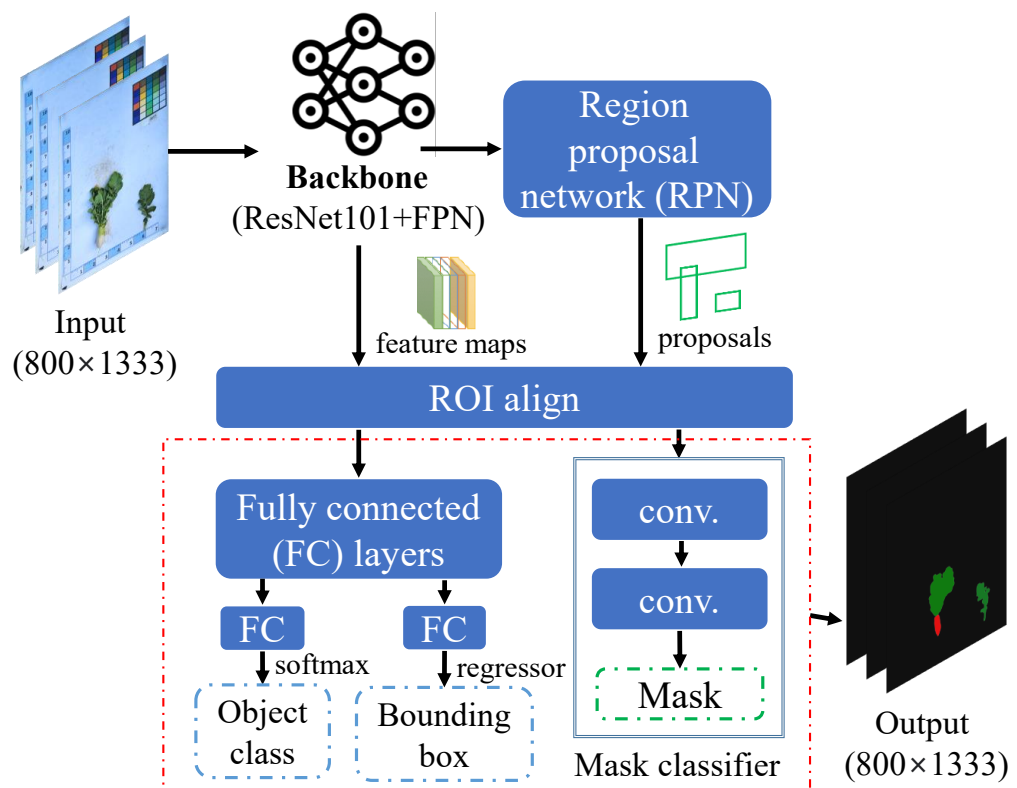 Region
proposal
network (RPN)
Backbone
(ResNet101+FPN)
Input
(800×1333)
feature maps
proposals
ROI align
Fully connected
(FC) layers
conv.
conv.
FC
FC
softmax
regressor
Object
class
Bounding
box
Mask
Mask classifier
Output
(800×1333)